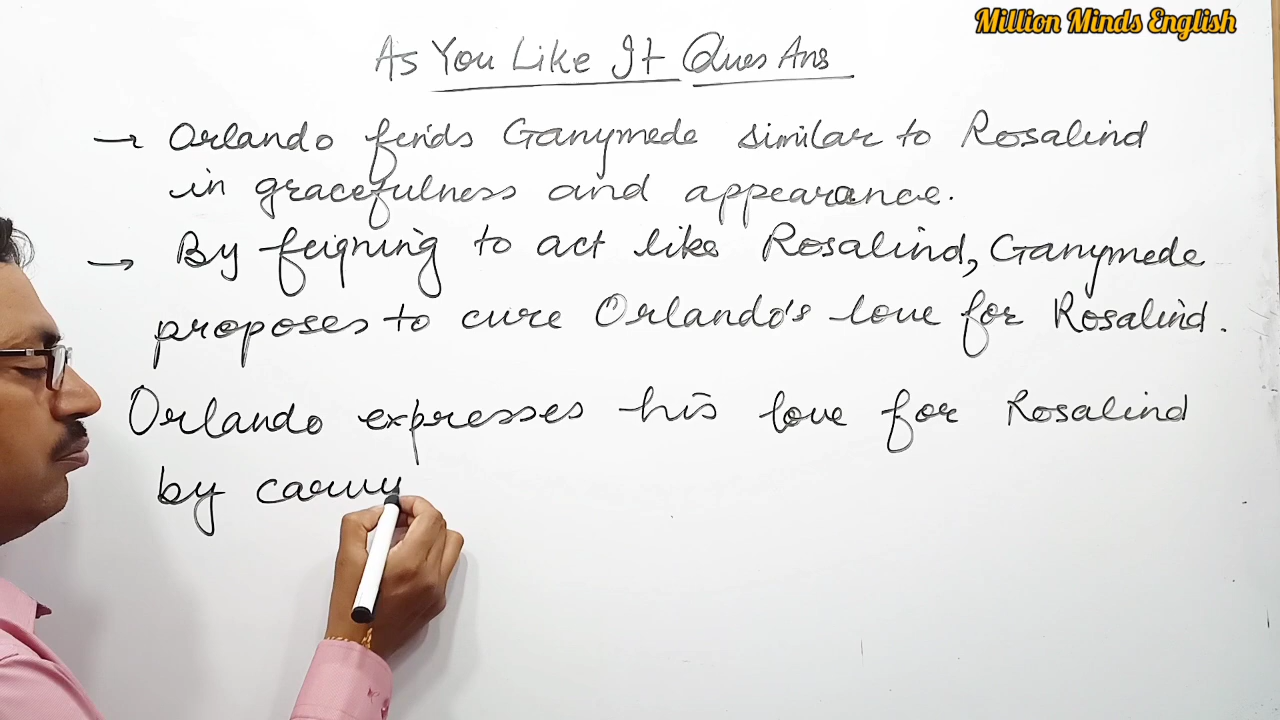 Million Minds English
As You Like It Ques Ans
→ Orlando finds Ganymede similar to Rosalind
in gracefulness and appearance.
→ By feigning to act like Rosalind, Ganymede
proposes to cure Orlando's love for Rosalind.
Orlando expresses his love for Rosalind
by